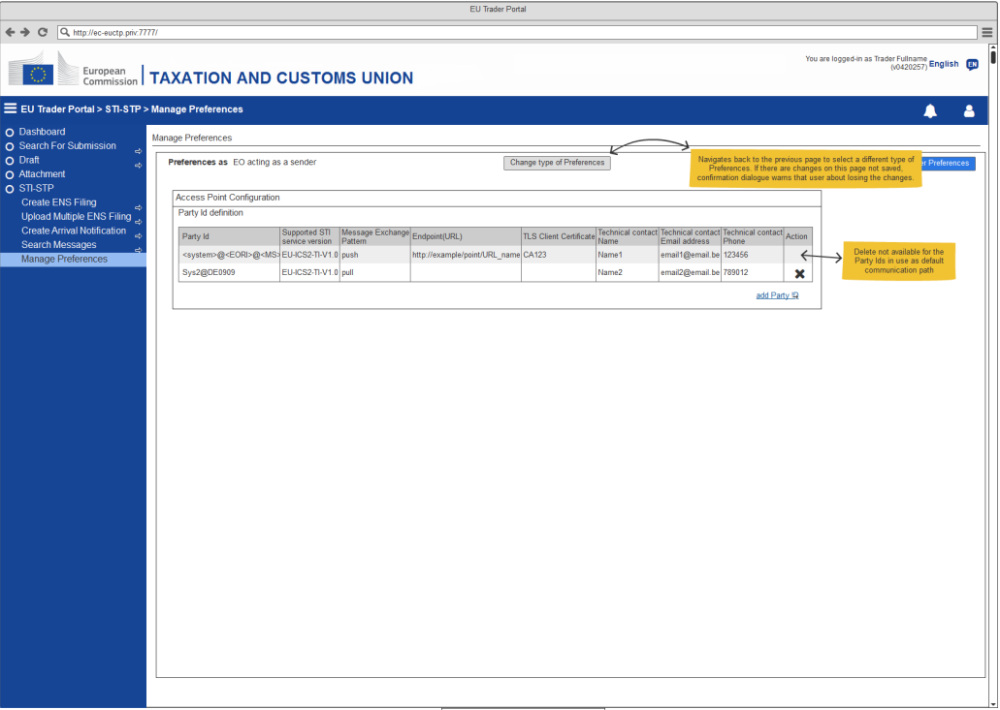 EU Trader Portal
http://ec-euctp.priv:7777/
European
Commission
TAXATION AND CUSTOMS UNION
You are logged-in as Trader Fullname
(v0420257)
English EN
EU Trader Portal > STI-STP > Manage Preferences
Dashboard
Search For Submission
Draft
Attachment
STI-STP
Create ENS Filing
Upload Multiple ENS Filing
Create Arrival Notification
Search Messages
Manage Preferences
Manage Preferences
Preferences as EO acting as a sender
Change type of Preferences
Navigates back to the previous page to select a different type of
Preferences. If there are changes on this page not saved,
confirmation dialogue warns that user about losing the changes.
r Preferences
Access Point Configuration
Party Id definition
Party Id
Supported STI
service version
Message Exchange
Pattern
Endpoint(URL)
TLS Client Certificate
Technical contact
Name
Technical contact
Email address
Technical contact
Phone
Action
<system>@<EORI>@<MS> EU-ICS2-TI-V1.0 push http://example/point/URL_name CA123 Name1 email1@email.be 123456
Sys2@DE0909 EU-ICS2-TI-V1.0 pull Name2 email2@email.be 789012
Delete not available for the
Party Ids in use as default
communication path
add Party